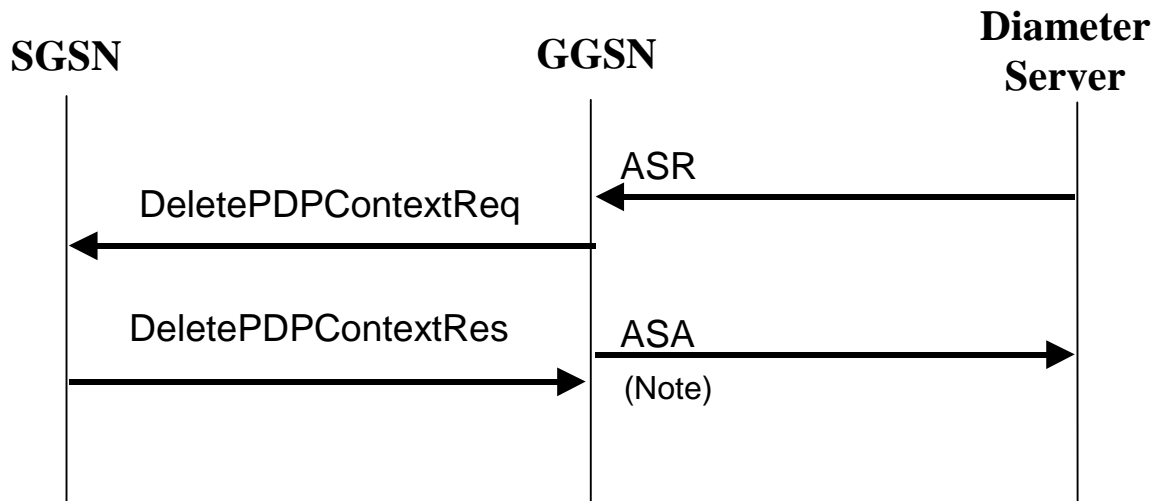 SGSN
GGSN
Diameter
Server
ASR
DeletePDPContextReq
DeletePDPContextRes
ASA
(Note)